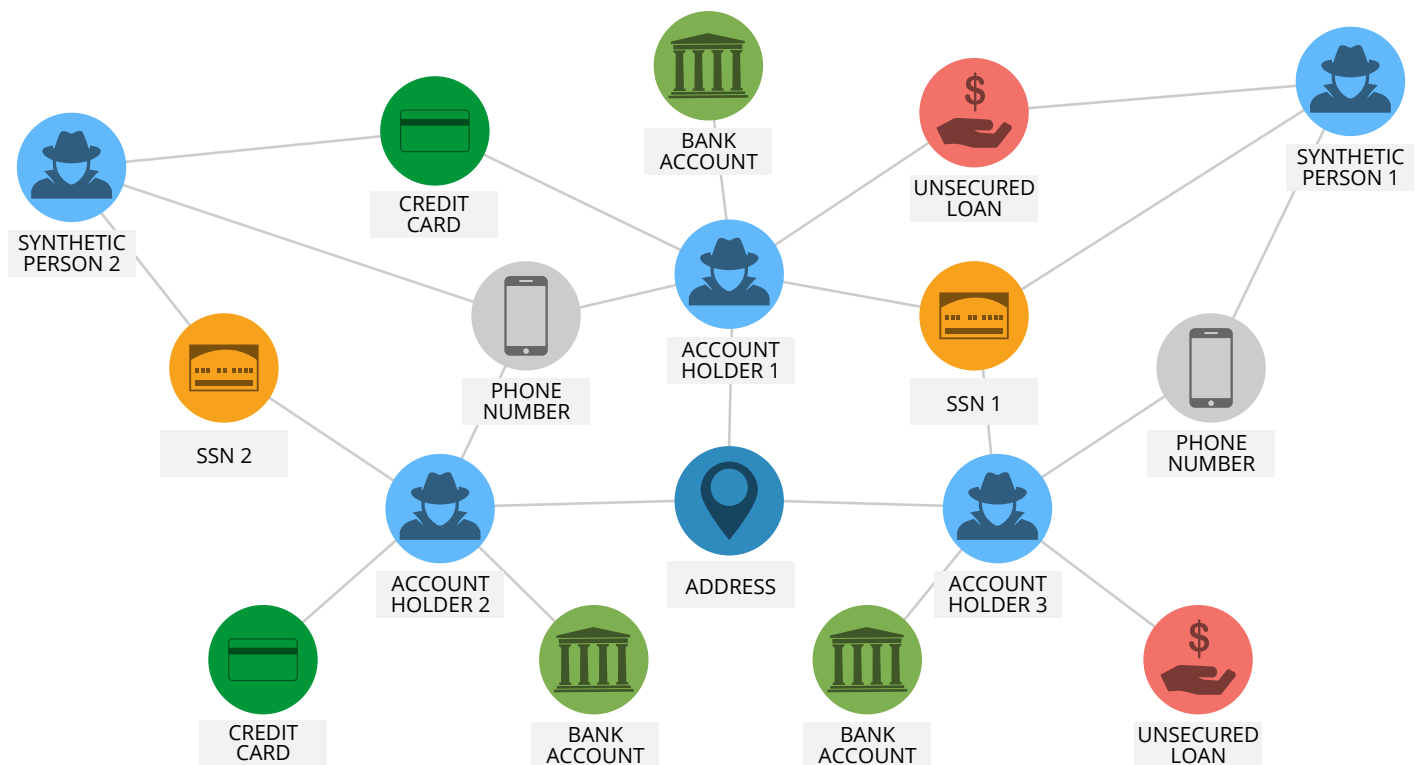 BANK
ACCOUNT
SYNTHETIC
PERSON 1
$
UNSECURED
LOAN
CREDIT
CARD
SYNTHETIC
PERSON 2
ACCOUNT
HOLDER 1
PHONE
NUMBER
SSN 1
PHONE
NUMBER
SSN 2
ACCOUNT
HOLDER 2
ADDRESS
ACCOUNT
HOLDER 3
$
CREDIT
CARD
BANK
ACCOUNT
BANK
ACCOUNT
UNSECURED
LOAN